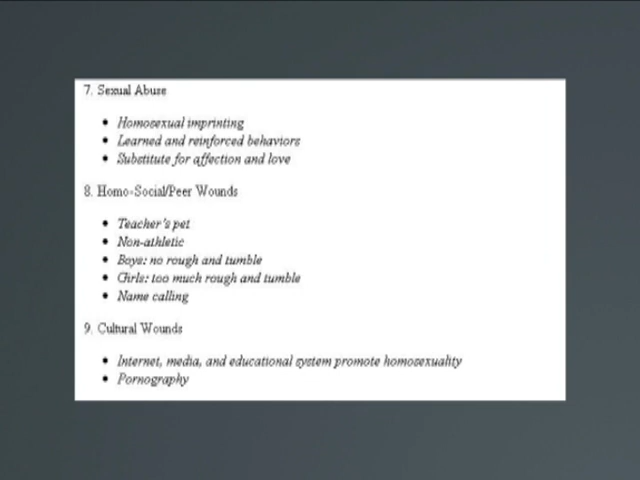 7. Sexual Abuse
• Homosexual imprinting
• Learned and reinforced behaviors
• Substitute for affection and love
8. Homo-Social/Peer Wounds
• Teacher's pet
• Non-athletic
• Boys: no rough and tumble
• Girls: too much rough and tumble
• Name calling
9. Cultural Wounds
• Internet, media, and educational system promote homosexuality
• Pornography